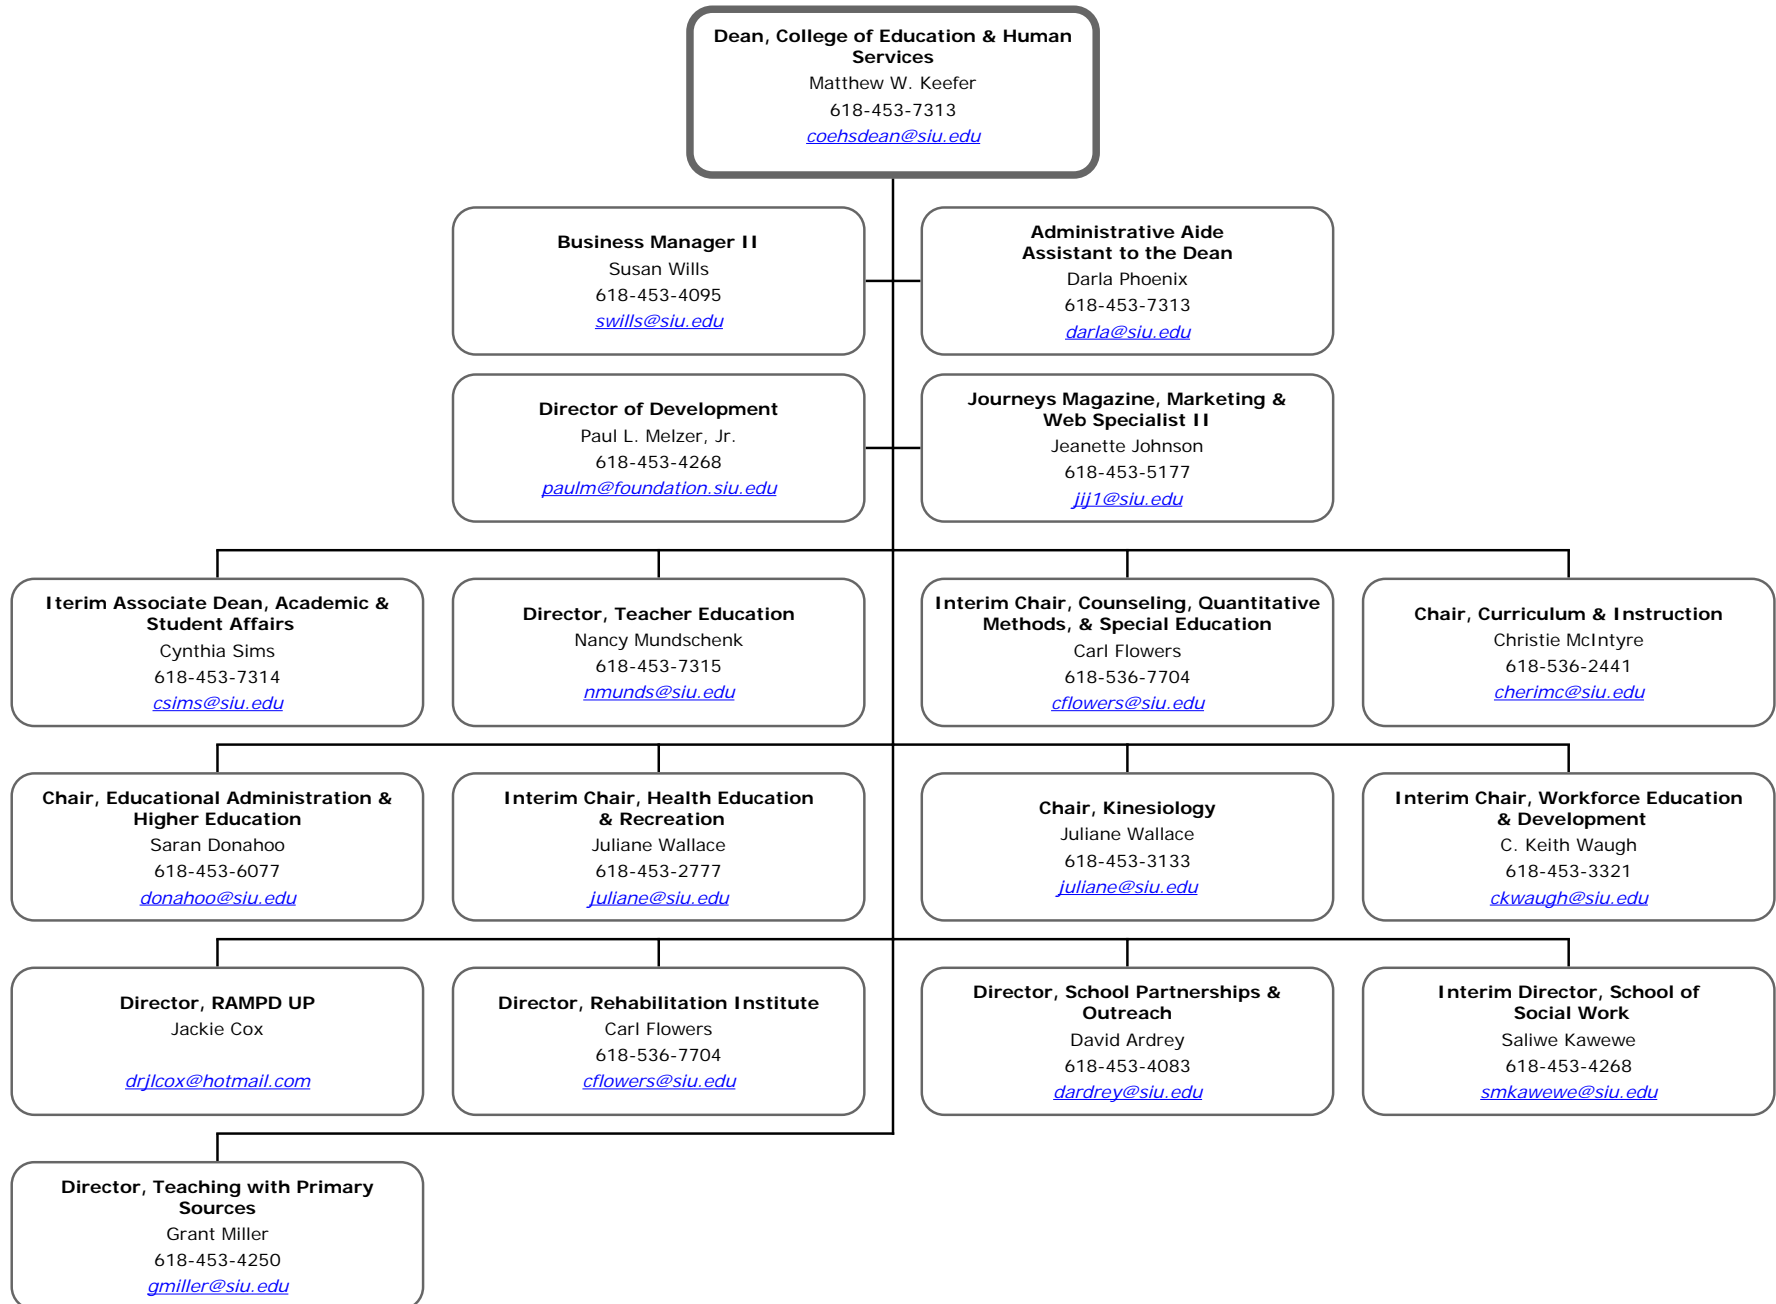 Dean, College of Education & Human
Services
Matthew W. Keefer
618-453-7313
coehsdean@siu.edu
Business Manager II
Susan Wills
618-453-4095
swills@siu.edu
Administrative Aide
Assistant to the Dean
Darla Phoenix
618-453-7313
darla@siu.edu
Director of Development
Paul L. Melzer, Jr.
618-453-4268
paulm@foundation.siu.edu
Journeys Magazine, Marketing &
Web Specialist II
Jeanette Johnson
618-453-5177
jij1@siu.edu
Iterim Associate Dean, Academic &
Student Affairs
Cynthia Sims
618-453-7314
csims@siu.edu
Director, Teacher Education
Nancy Mundschenk
618-453-7315
nmunds@siu.edu
Interim Chair, Counseling, Quantitative
Methods, & Special Education
Carl Flowers
618-536-7704
cflowers@siu.edu
Chair, Curriculum & Instruction
Christie McIntyre
618-536-2441
cherimc@siu.edu
Chair, Educational Administration &
Higher Education
Saran Donahoo
618-453-6077
donahoo@siu.edu
Interim Chair, Health Education
& Recreation
Juliane Wallace
618-453-2777
juliane@siu.edu
Chair, Kinesiology
Juliane Wallace
618-453-3133
juliane@siu.edu
Interim Chair, Workforce Education
& Development
C. Keith Waugh
618-453-3321
ckwaugh@siu.edu
Director, RAMPD UP
Jackie Cox
drjlcox@hotmail.com
Director, Rehabilitation Institute
Carl Flowers
618-536-7704
cflowers@siu.edu
Director, School Partnerships &
Outreach
David Ardrey
618-453-4083
dardrey@siu.edu
Interim Director, School of
Social Work
Saliwe Kawewe
618-453-4268
smkawewe@siu.edu
Director, Teaching with Primary
Sources
Grant Miller
618-453-4250
gmiller@siu.edu